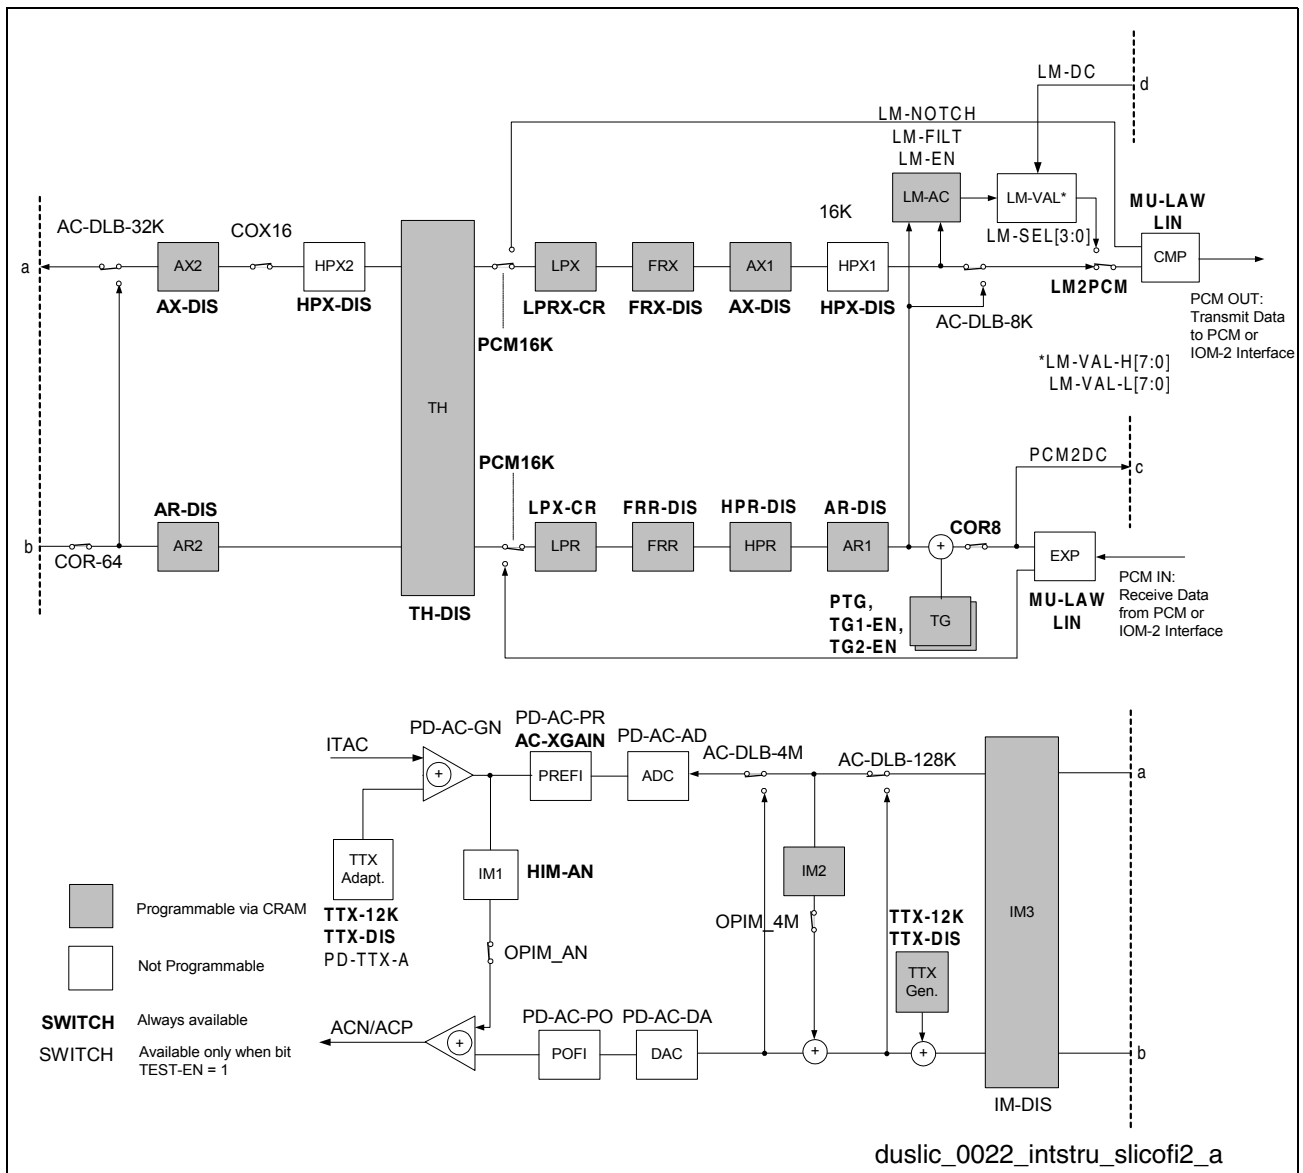 LM-DC
d
LM-NOTCH
LM-FILT
LM-EN
LM-AC
LM-VAL*
LM-SEL[3:0]
MU-LAW
LIN
CMP
16K
AC-DLB-32K
COX16
a
AX2
HPX2
LPX
FRX
AX1
HPX1
AX-DIS
HPX-DIS
LPRX-CR
FRX-DIS
AX-DIS
HPX-DIS
LM2PCM
AC-DLB-8K
PCM16K
PCM OUT:
Transmit Data
to PCM or
IOM-2 Interface
*LM-VAL-H[7:0]
LM-VAL-L[7:0]
TH
PCM16K
PCM2DC
c
AR-DIS
LPX-CR
FRR-DIS
HPR-DIS
AR-DIS
COR8
b
COR-64
AR2
LPR
FRR
HPR
AR1
+
EXP
TH-DIS
PTG,
TG1-EN,
TG2-EN
TG
MU-LAW
LIN
PCM IN:
Receive Data
from PCM or
IOM-2 Interface
PD-AC-GN
PD-AC-PR
AC-XGAIN
PD-AC-AD
AC-DLB-4M
AC-DLB-128K
ITAC
+
PREFI
ADC
a
TTX
Adapt.
IM1
HIM-AN
IM2
IM3
TTX-12K
TTX-DIS
PD-TTX-A
OPIM_AN
OPIM_4M
TTX-12K
TTX-DIS
TTX
Gen.
Programmable via CRAM
Not Programmable
SWITCH Always available
SWITCH Available only when bit
TEST-EN = 1
ACN/ACP
+
PD-AC-PO
PD-AC-DA
POFI
DAC
+
+
b
IM-DIS
duslic_0022_intstru_slicofi2_a